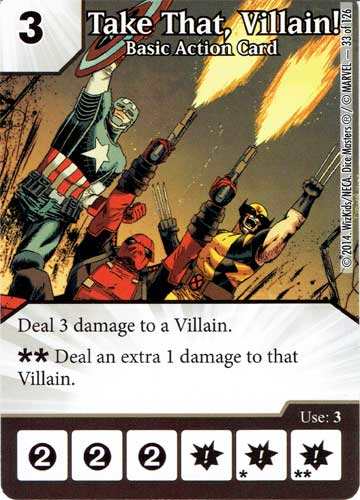 3
Take That, Villain!
Basic Action Card
© 2014. WizKids/NECA. Dice Masters ® / © MARVEL — 33 of 126
Deal 3 damage to a Villain.
** Deal an extra 1 damage to that
Villain.
Use: 3
2 2 2 ! ! !
* **